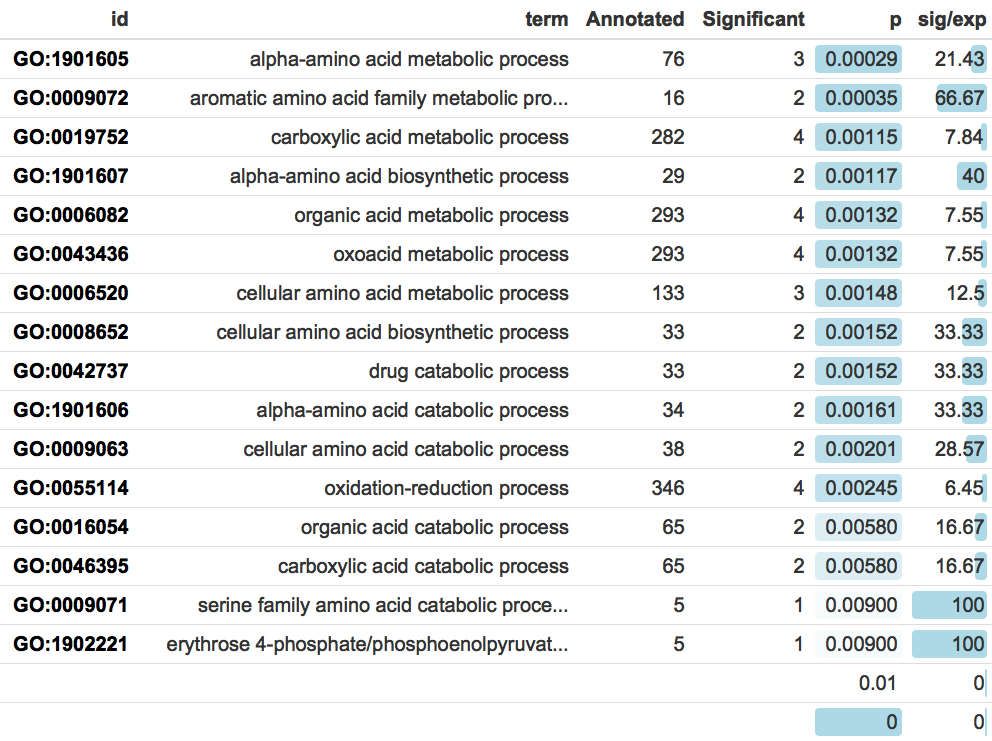 id term Annotated Significant p sig/exp
GO:1901605 alpha-amino acid metabolic process 76 3 0.00029 21.43
GO:0009072 aromatic amino acid family metabolic pro... 16 2 0.00035 66.67
GO:0019752 carboxylic acid metabolic process 282 4 0.00115 7.84
GO:1901607 alpha-amino acid biosynthetic process 29 2 0.00117 40
GO:0006082 organic acid metabolic process 293 4 0.00132 7.55
GO:0043436 oxoacid metabolic process 293 4 0.00132 7.55
GO:0006520 cellular amino acid metabolic process 133 3 0.00148 12.5
GO:0008652 cellular amino acid biosynthetic process 33 2 0.00152 33.33
GO:0042737 drug catabolic process 33 2 0.00152 33.33
GO:1901606 alpha-amino acid catabolic process 34 2 0.00161 33.33
GO:0009063 cellular amino acid catabolic process 38 2 0.00201 28.57
GO:0055114 oxidation-reduction process 346 4 0.00245 6.45
GO:0016054 organic acid catabolic process 65 2 0.00580 16.67
GO:0046395 carboxylic acid catabolic process 65 2 0.00580 16.67
GO:0009071 serine family amino acid catabolic proce... 5 1 0.00900 100
GO:1902221 erythrose 4-phosphate/phosphoenolpyruvat... 5 1 0.00900 100
0.01 0
0 0